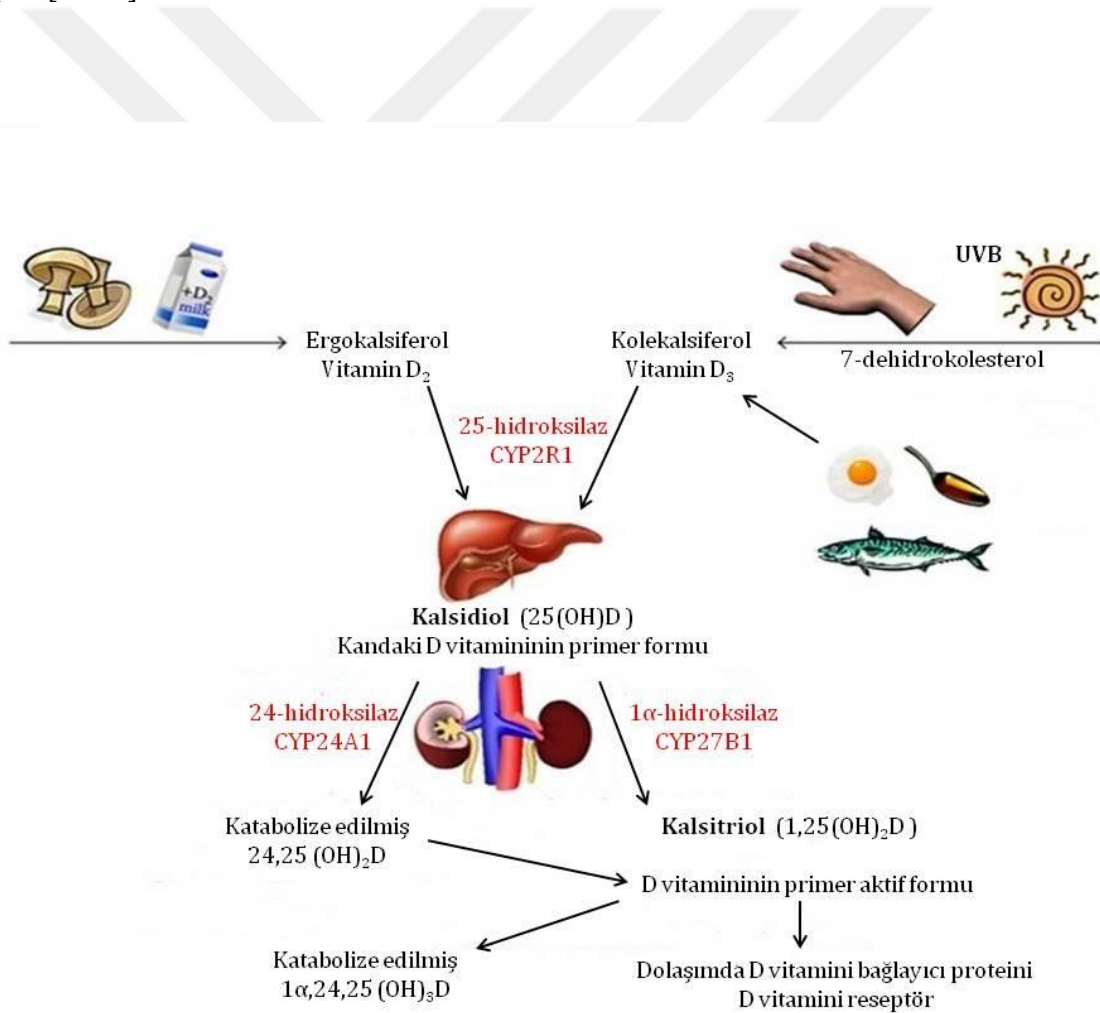 UVB
+D₂
milk
Ergokalsiferol
Vitamin D₂
Kolekalsiferol
Vitamin D₃
7-dehidrokolesterol
25-hidroksilaz
CYP2R1
Kalsidiol (25(OH)D )
Kandaki D vitamininin primer formu
24-hidroksilaz
CYP24A1
1α-hidroksilaz
CYP27B1
Katabolize edilmiş
24,25 (OH)₂D
Kalsitriol (1,25(OH)₂D )
D vitamininin primer aktif formu
Katabolize edilmiş
1α,24,25 (OH)₃D
Dolaşımda D vitamini bağlayıcı proteini
D vitamini reseptör